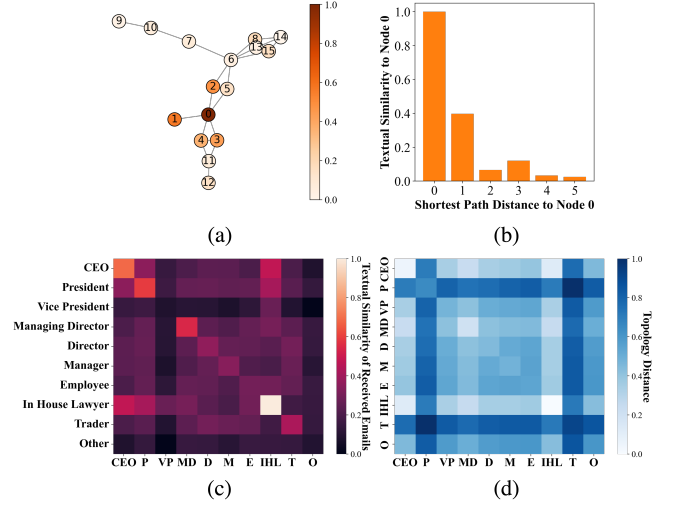 9
10
7
8
14
13
15
6
2
5
0
1
4
3
11
12
1.0
0.8
0.6
0.4
0.2
0.0
(a)
Textual Similarity to Node 0
1.0
0.8
0.6
0.4
0.2
0.0
0 1 2 3 4 5
Shortest Path Distance to Node 0
(b)
CEO
President
Vice President
Managing Director
Director
Manager
Employee
In House Lawyer
Trader
Other
CEO P VP MD D M E IHL T O
1.0
0.8
0.6
0.4
0.2
0.0
Textual Similarity of Received Emails
(c)
CEO
P
VP
MD
D
M
E
IHL
T
O
CEO P VP MD D M E IHL T O
1.0
0.8
0.6
0.4
0.2
0.0
Topology Distance
(d)